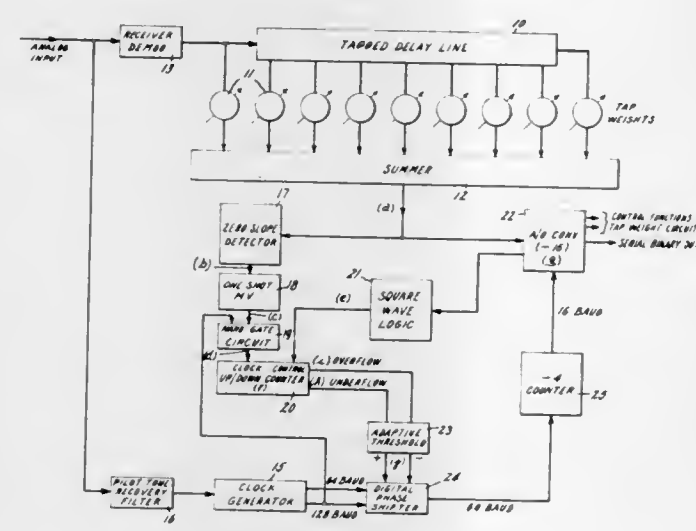 10
RECEIVER
DEMOD
TAPPED DELAY LINE
ANALOG
INPUT
13
11
TAP
WEIGHTS
SUMMER
12
17
(a)
22
ZERO SLOPE
DETECTOR
A/D CONV
(-16)
(g)
CONTROL FUNCTIONS
TAP WEIGHT CIRCUIT
SERIAL BINARY
(b)
21
ONE SHOT
M.V
18
(e)
SQUARE
WAVE
LOGIC
(c)
16 BAUD
NAND GATE
CIRCUIT
19
(d)
(i) OVERFLOW
CLOCK CONTROL
UP/DOWN COUNTER
(f)
(h) UNDERFLOW
-4
COUNTER
25
20
ADAPTIVE
THRESHOLD
23
+ (j) -
15
24
PILOT TONE
RECOVERY
FILTER
CLOCK
GENERATOR
64 BAUD
DIGITAL
PHASE
SHIFTER
128 BAUD
64 BAUD
16